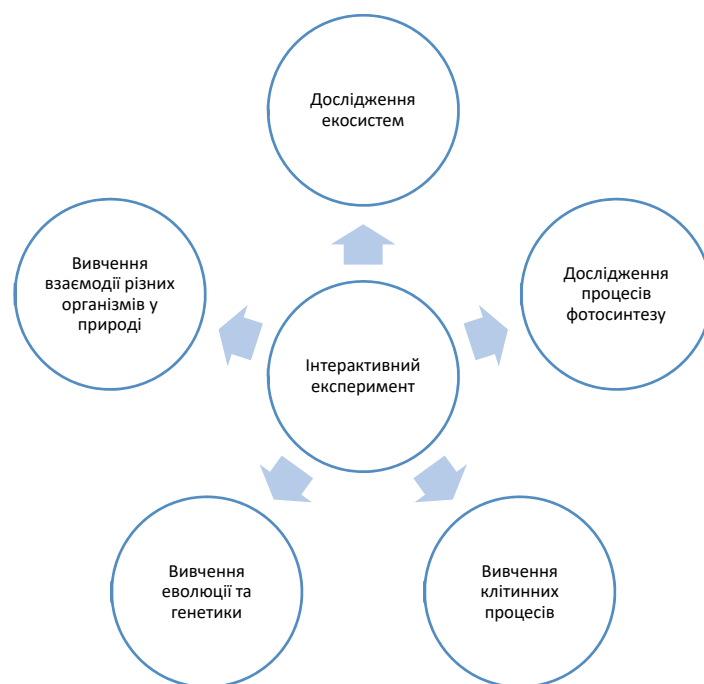 Дослідження
екосистем
Вивчення
взаємодії різних
організмів у
природі
Дослідження
процесів
фотосинтезу
Інтерактивний
експеримент
Вивчення
еволюції та
генетики
Вивчення
клітинних
процесів